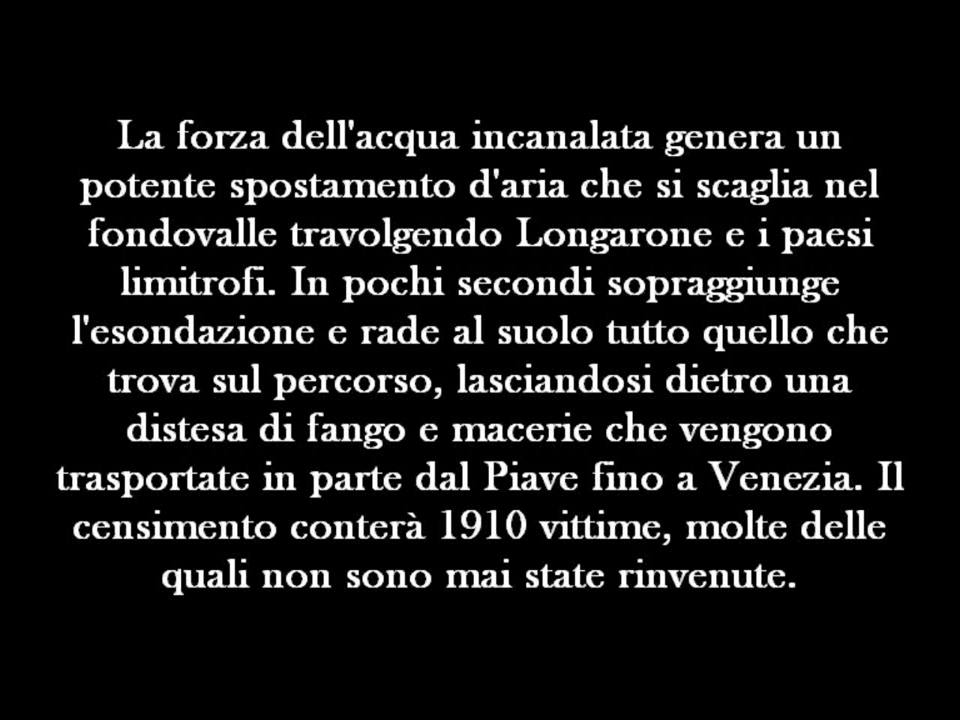 La forza dell'acqua incanalata genera un
potente spostamento d'aria che si scaglia nel
fondovalle travolgendo Longarone e i paesi
limitrofi. In pochi secondi sopraggiunge
l'esondazione e rade al suolo tutto quello che
trova sul percorso, lasciandosi dietro una
distesa di fango e macerie che vengono
trasportate in parte dal Piave fino a Venezia. Il
censimento conterà 1910 vittime, molte delle
quali non sono mai state rinvenute.